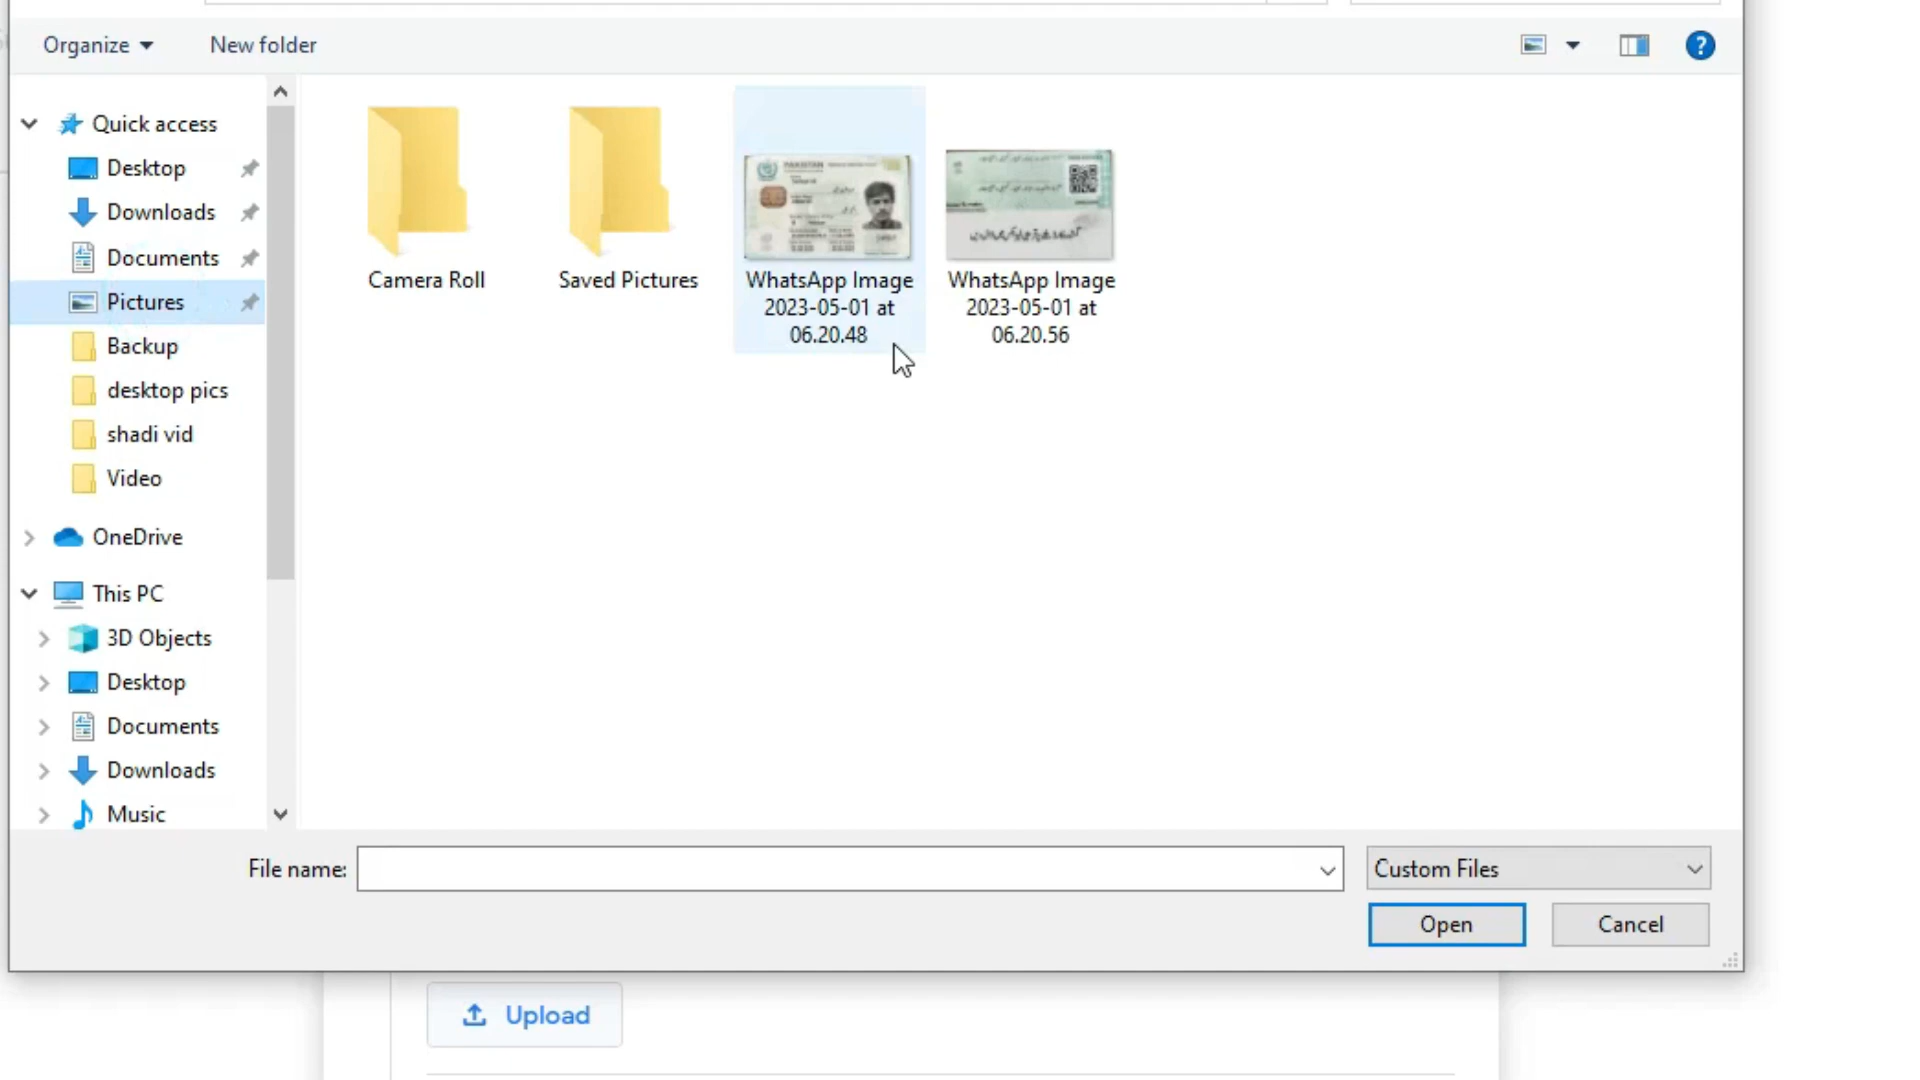 Organize
New folder
Quick access
Desktop
Downloads
Documents
Pictures
Backup
desktop pics
shadi vid
Video
OneDrive
This PC
3D Objects
Desktop
Documents
Downloads
Music
PAKISTAN
Camera Roll
Saved Pictures
WhatsApp Image
2023-05-01 at
06.20.48
WhatsApp Image
2023-05-01 at
06.20.56
File name:
Custom Files
Open
Cancel
Upload